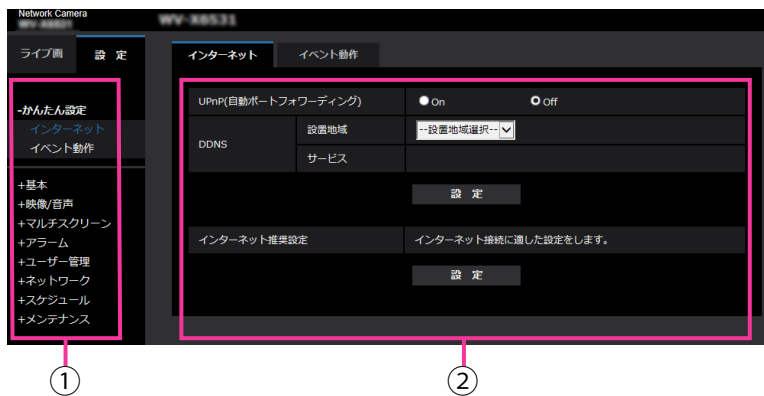 Network Camera
WV-X6531
ライブ画 設 定
インターネット イベント動作
-かんたん設定
インターネット
イベント動作
+基本
+映像/音声
+マルチスクリーン
+アラーム
+ユーザー管理
+ネットワーク
+スケジュール
+メンテナンス
UPnP(自動ポートフォワーディング) On Off
DDNS 設置地域 --設置地域選択--
サービス
設 定
インターネット推奨設定 インターネット接続に適した設定をします。
設 定
① ②